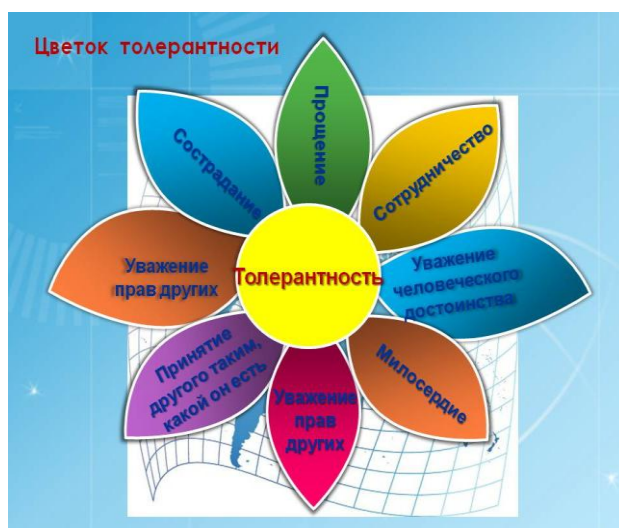 Цветок толерантности
Прощение
Сотрудничество
Уважение
человеческого
достоинства
Милосердие
Уважение
прав
других
Принятие
другого таким,
какой он есть
Уважение
прав других
Сострадание
Толерантность